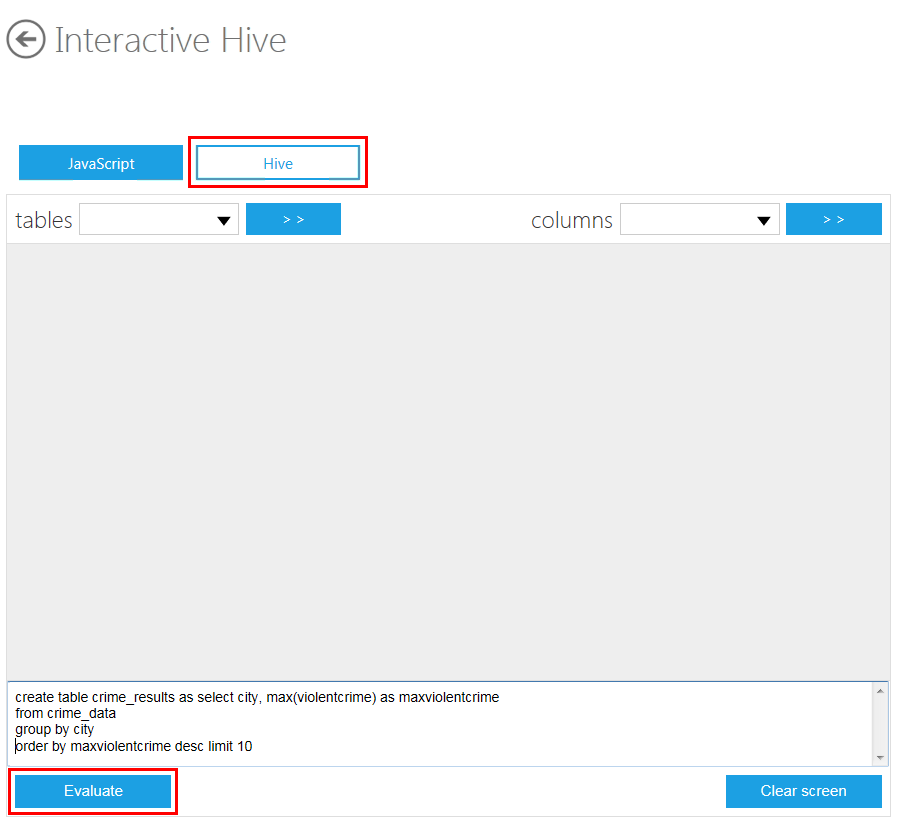 Interactive Hive
JavaScript
Hive
tables
> >
columns
> >
create table crime_results as select city, max(violentcrime) as maxviolentcrime
from crime_data
group by city
order by maxviolentcrime desc limit 10
Evaluate
Clear screen